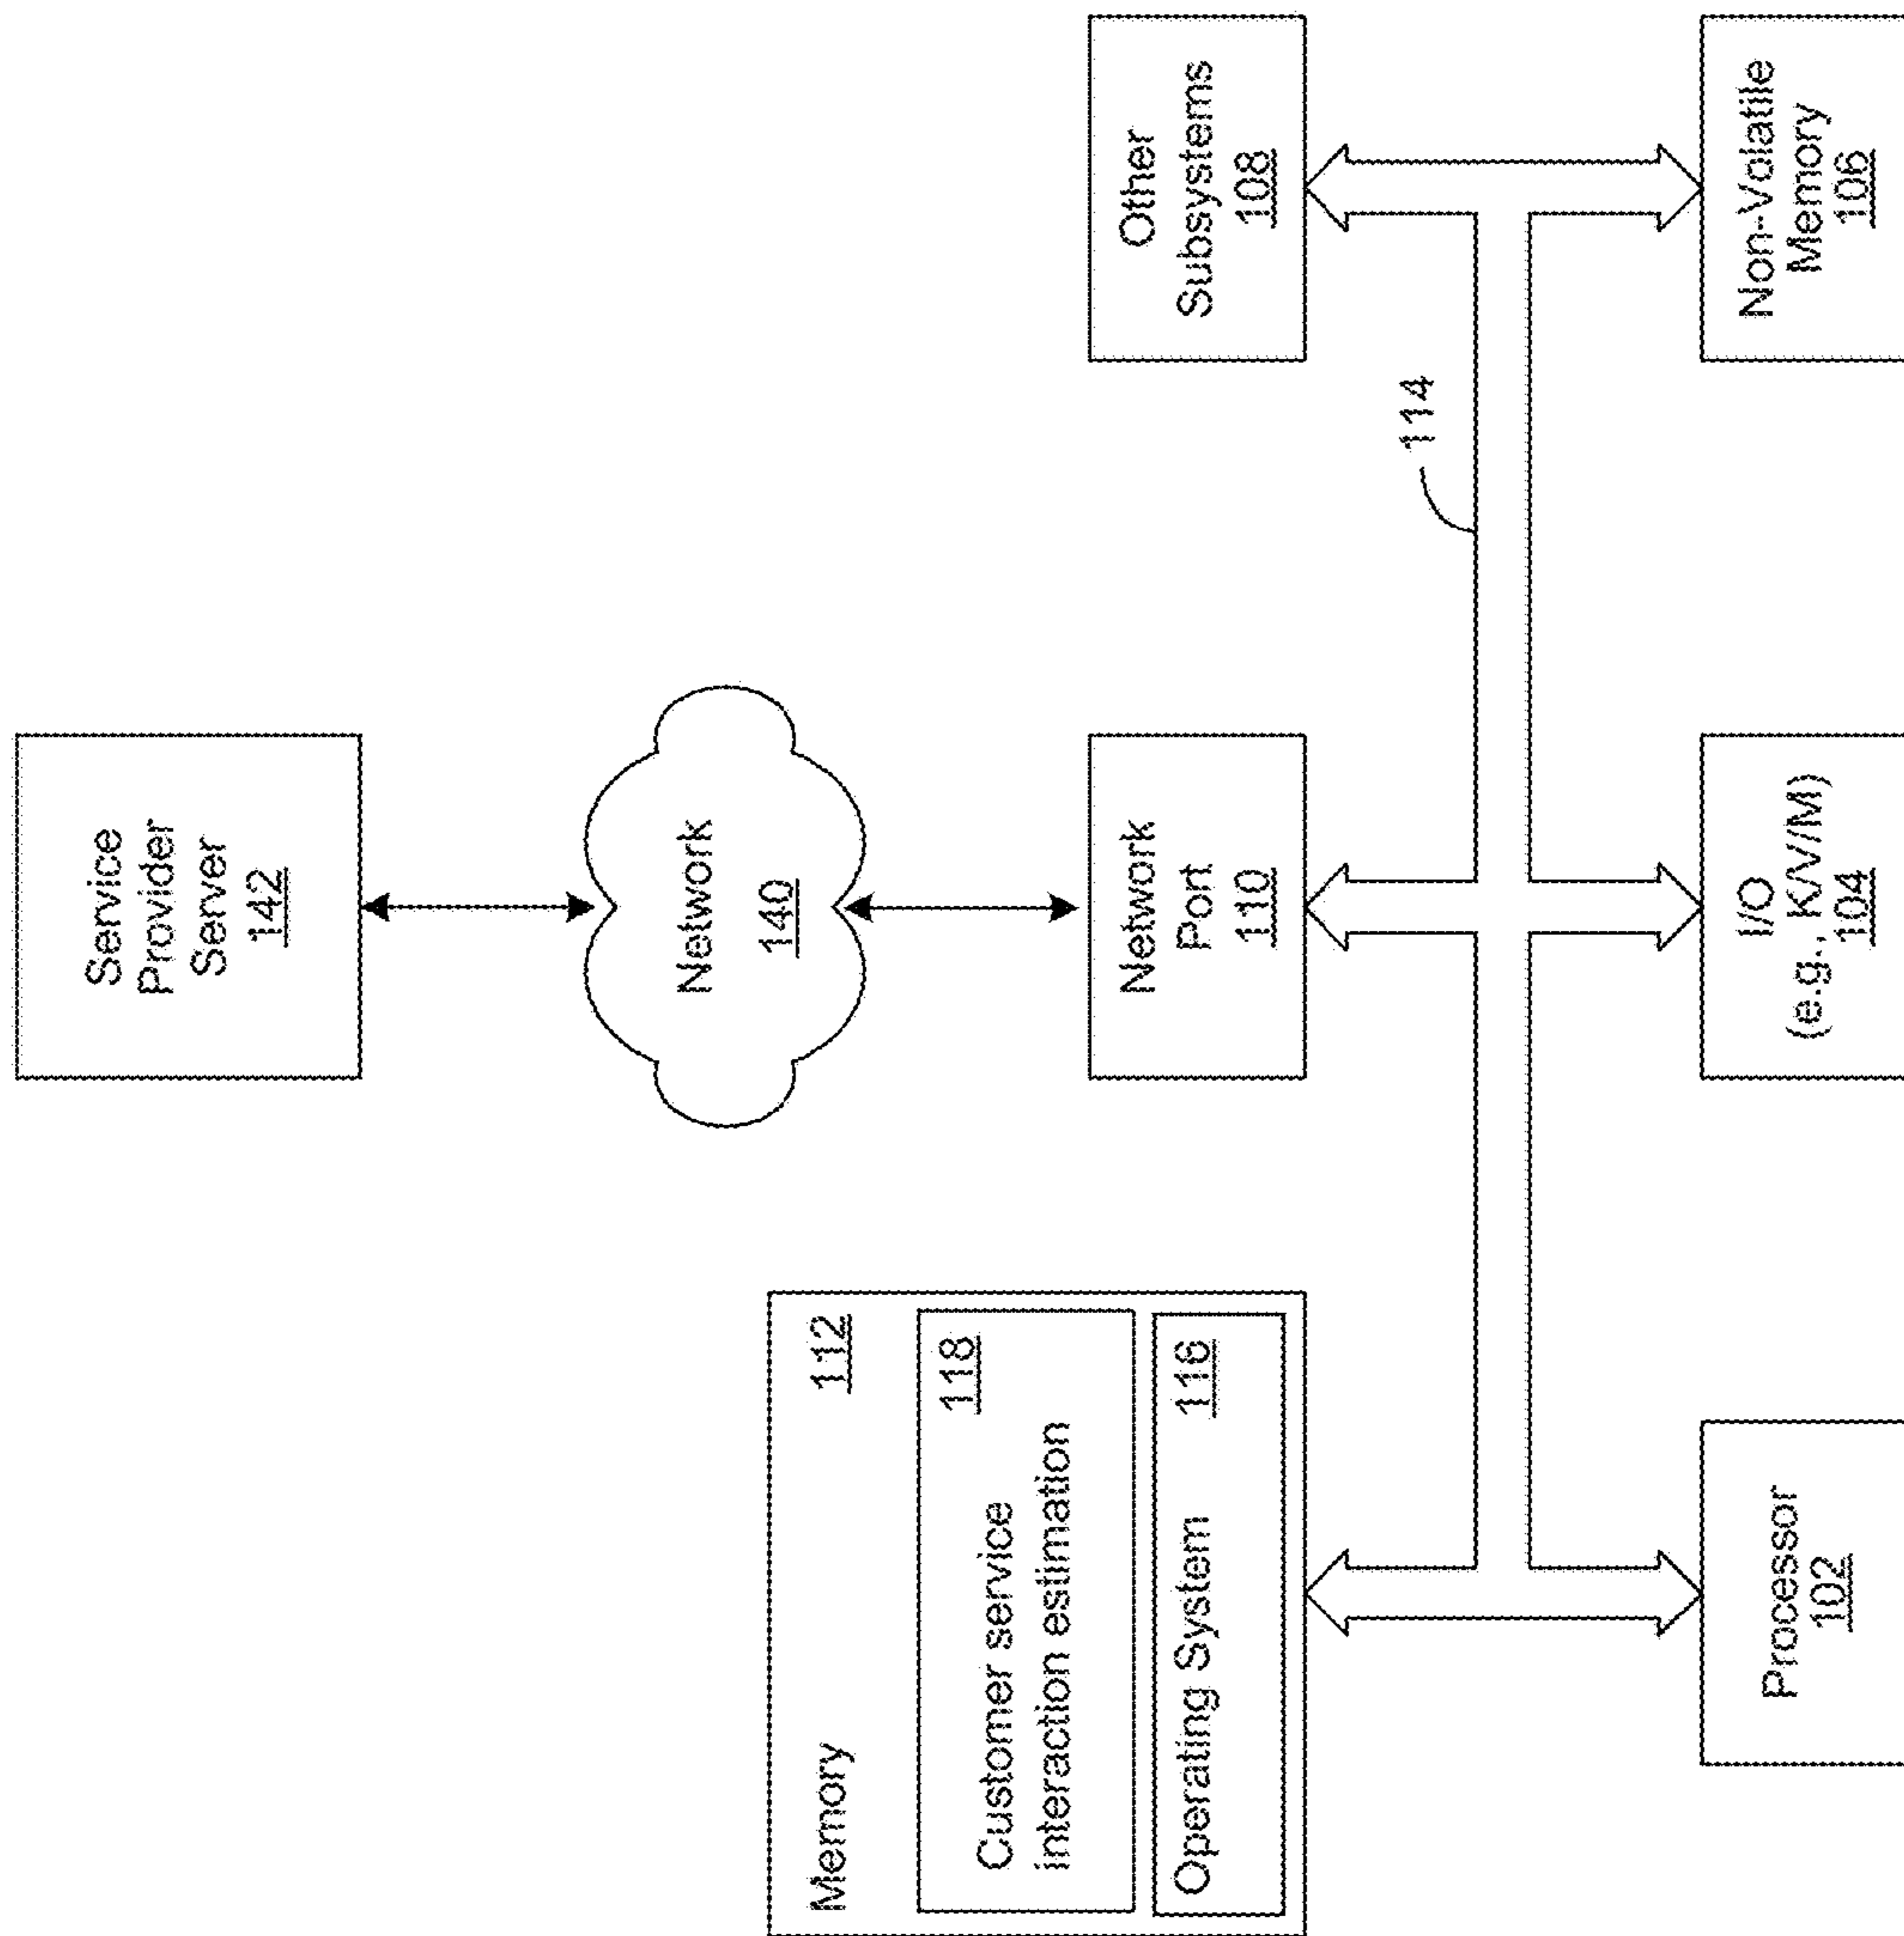 Service
Provider
Server
142
Network
140
Memory
112
118
Customer service
interaction estimation
Operating System
116
Network
Port
110
Other
Subsystems
108
114
Processor
102
I/O
(e.g., K/V/M)
104
Non-Volatile
Memory
106